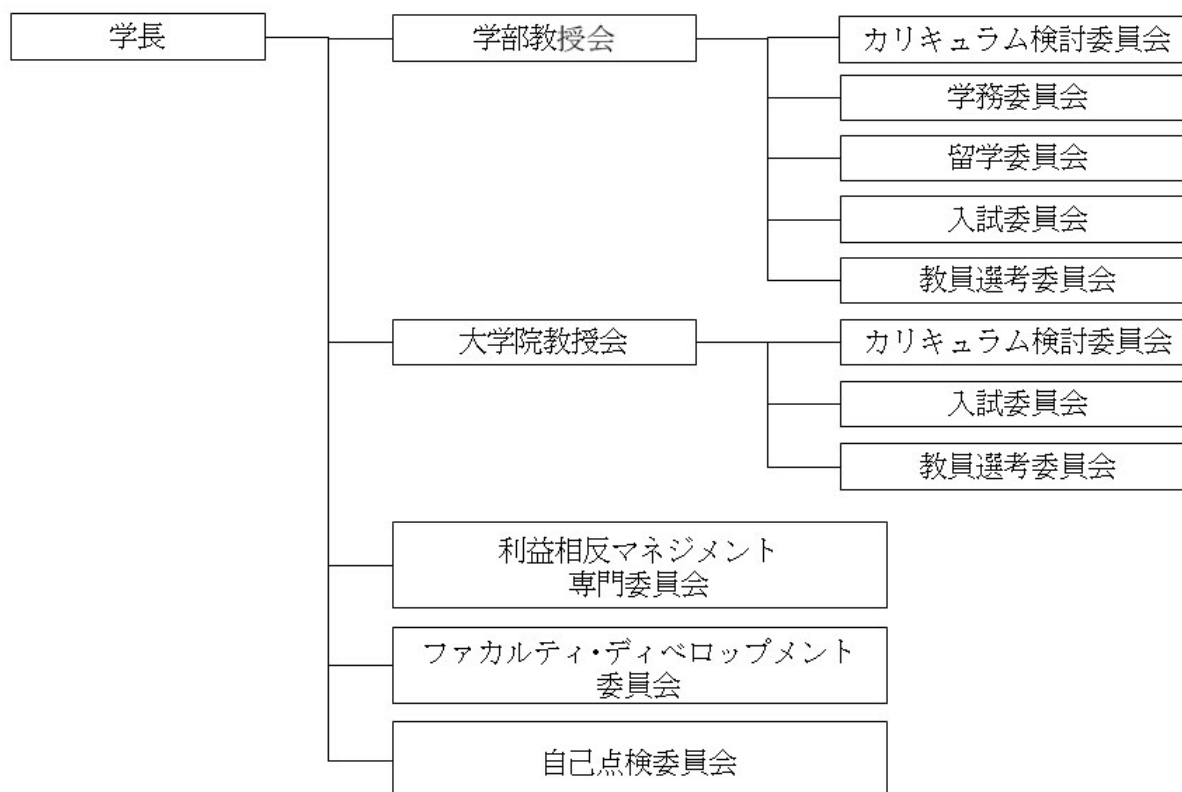 学長
学部教授会
カリキュラム検討委員会
学務委員会
留学委員会
入試委員会
教員選考委員会
大学院教授会
カリキュラム検討委員会
入試委員会
教員選考委員会
利益相反マネジメント
専門委員会
ファカルティ・ディベロップメント
委員会
自己点検委員会